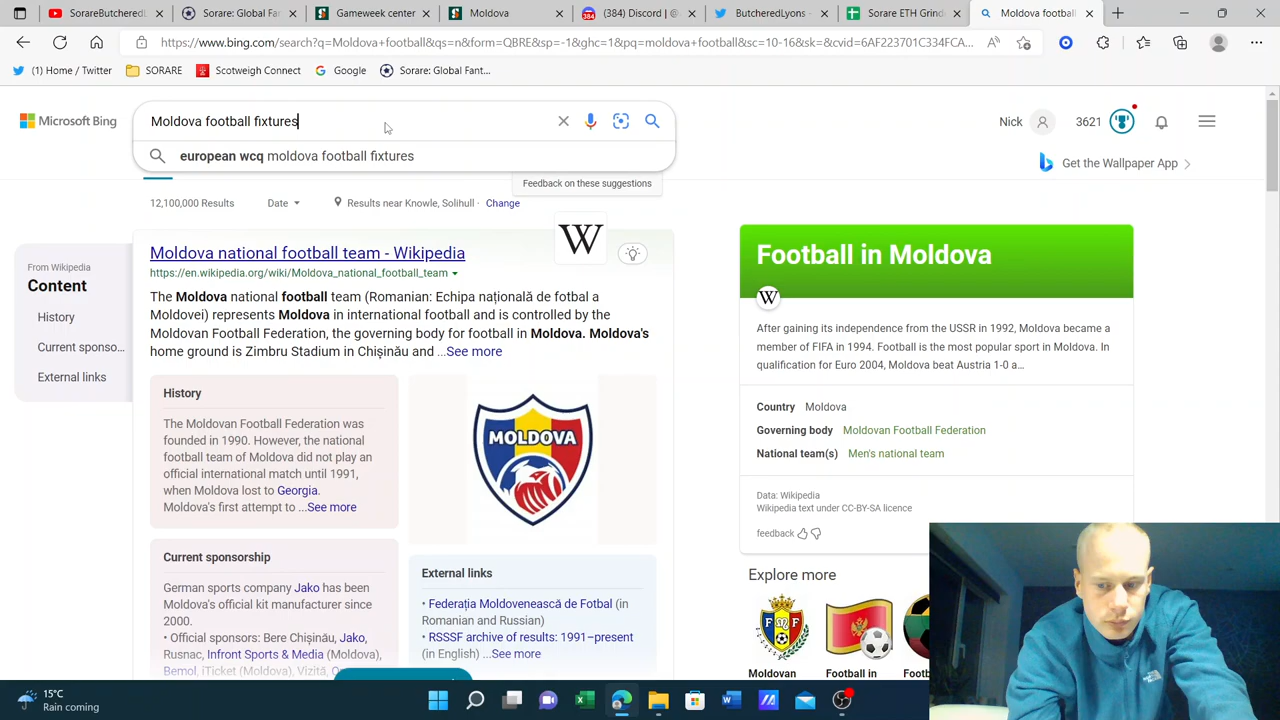 SorareButchered
Sorare: Global Fan
Gameweek center
Moldova
(384) Discord | @
ButcheredLyons
Sorare ETH Grind
Moldova football
https://www.bing.com/search?q=Moldova+football&qs=n&form=QBRE&sp=-1&ghc=1&pq=moldova+football&sc=10-16&sk=&cvid=6AF223701C334FCA...
(1) Home / Twitter
SORARE
Scotweigh Connect
Google
Sorare: Global Fant...
Microsoft Bing
Moldova football fixtures
Nick
3621
european wcq moldova football fixtures
Get the Wallpaper App
Feedback on these suggestions
12,100,000 Results
Date
Results near Knowle, Solihull ·
Change
From Wikipedia
Content
History
Current sponso...
External links
Moldova national football team - Wikipedia
https://en.wikipedia.org/wiki/Moldova_national_football_team
The Moldova national football team (Romanian: Echipa națională de fotbal a
Moldovei) represents Moldova in international football and is controlled by the
Moldovan Football Federation, the governing body for football in Moldova. Moldova's
home ground is Zimbru Stadium in Chișinău and ...See more
History
The Moldovan Football Federation was
founded in 1990. However, the national
football team of Moldova did not play an
official international match until 1991,
when Moldova lost to Georgia.
Moldova's first attempt to ...See more
MOLDOVA
Current sponsorship
German sports company Jako has been
Moldova's official kit manufacturer since
2000.
• Official sponsors: Bere Chișinău, Jako,
Rusnac, Infront Sports & Media (Moldova),
Bemol, iTicket (Moldova), Vizită,
External links
• Federația Moldovenească de Fotbal (in
Romanian and Russian)
• RSSSF archive of results: 1991–present
(in English) ...See more
Football in Moldova
W
After gaining its independence from the USSR in 1992, Moldova became a
member of FIFA in 1994. Football is the most popular sport in Moldova. In
qualification for Euro 2004, Moldova beat Austria 1-0 a...
Country Moldova
Governing body Moldovan Football Federation
National team(s) Men's national team
Data: Wikipedia
Wikipedia text under CC-BY-SA licence
feedback
Explore more
Moldovan
Football in
15°C
Rain coming